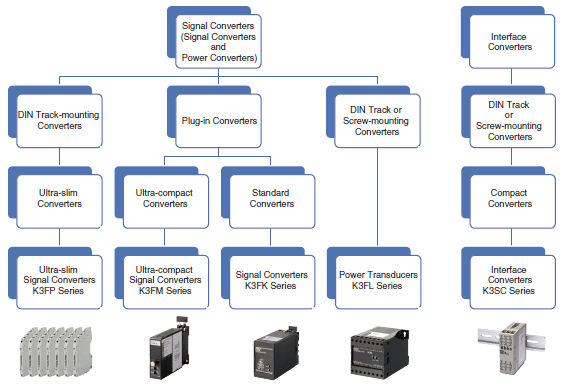 Signal Converters
(Signal Converters
and
Power Converters)
Interface
Converters
DIN Track-mounting
Converters
Plug-in Converters
DIN Track or
Screw-mounting
Converters
DIN Track
or
Screw-mounting
Converters
Ultra-slim
Converters
Ultra-compact
Converters
Standard
Converters
Compact
Converters
Ultra-slim
Signal Converters
K3FP Series
Ultra-compact
Signal Converters
K3FM Series
Signal Converters
K3FK Series
Power Transducers
K3FL Series
Interface
Converters
K3SC Series